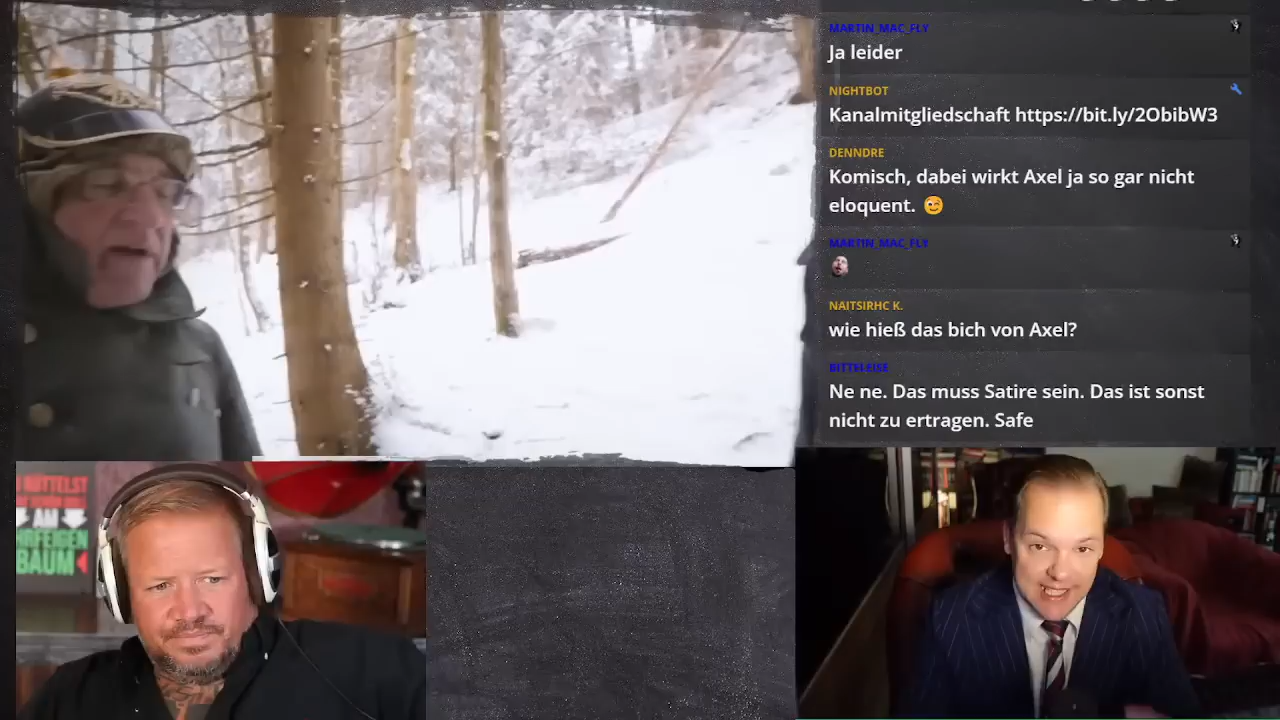 MARTIN_MAC_FLY
Ja leider
NIGHTBOT
Kanalmitgliedschaft https://bit.ly/2ObibW3
DENNDRE
Komisch, dabei wirkt Axel ja so gar nicht
eloquent. 😉
MARTIN_MAC_FLY
NAITSIRHC K.
wie hieß das bich von Axel?
Ne ne. Das muss Satire sein. Das ist sonst
nicht zu ertragen. Safe
AM
BAUM